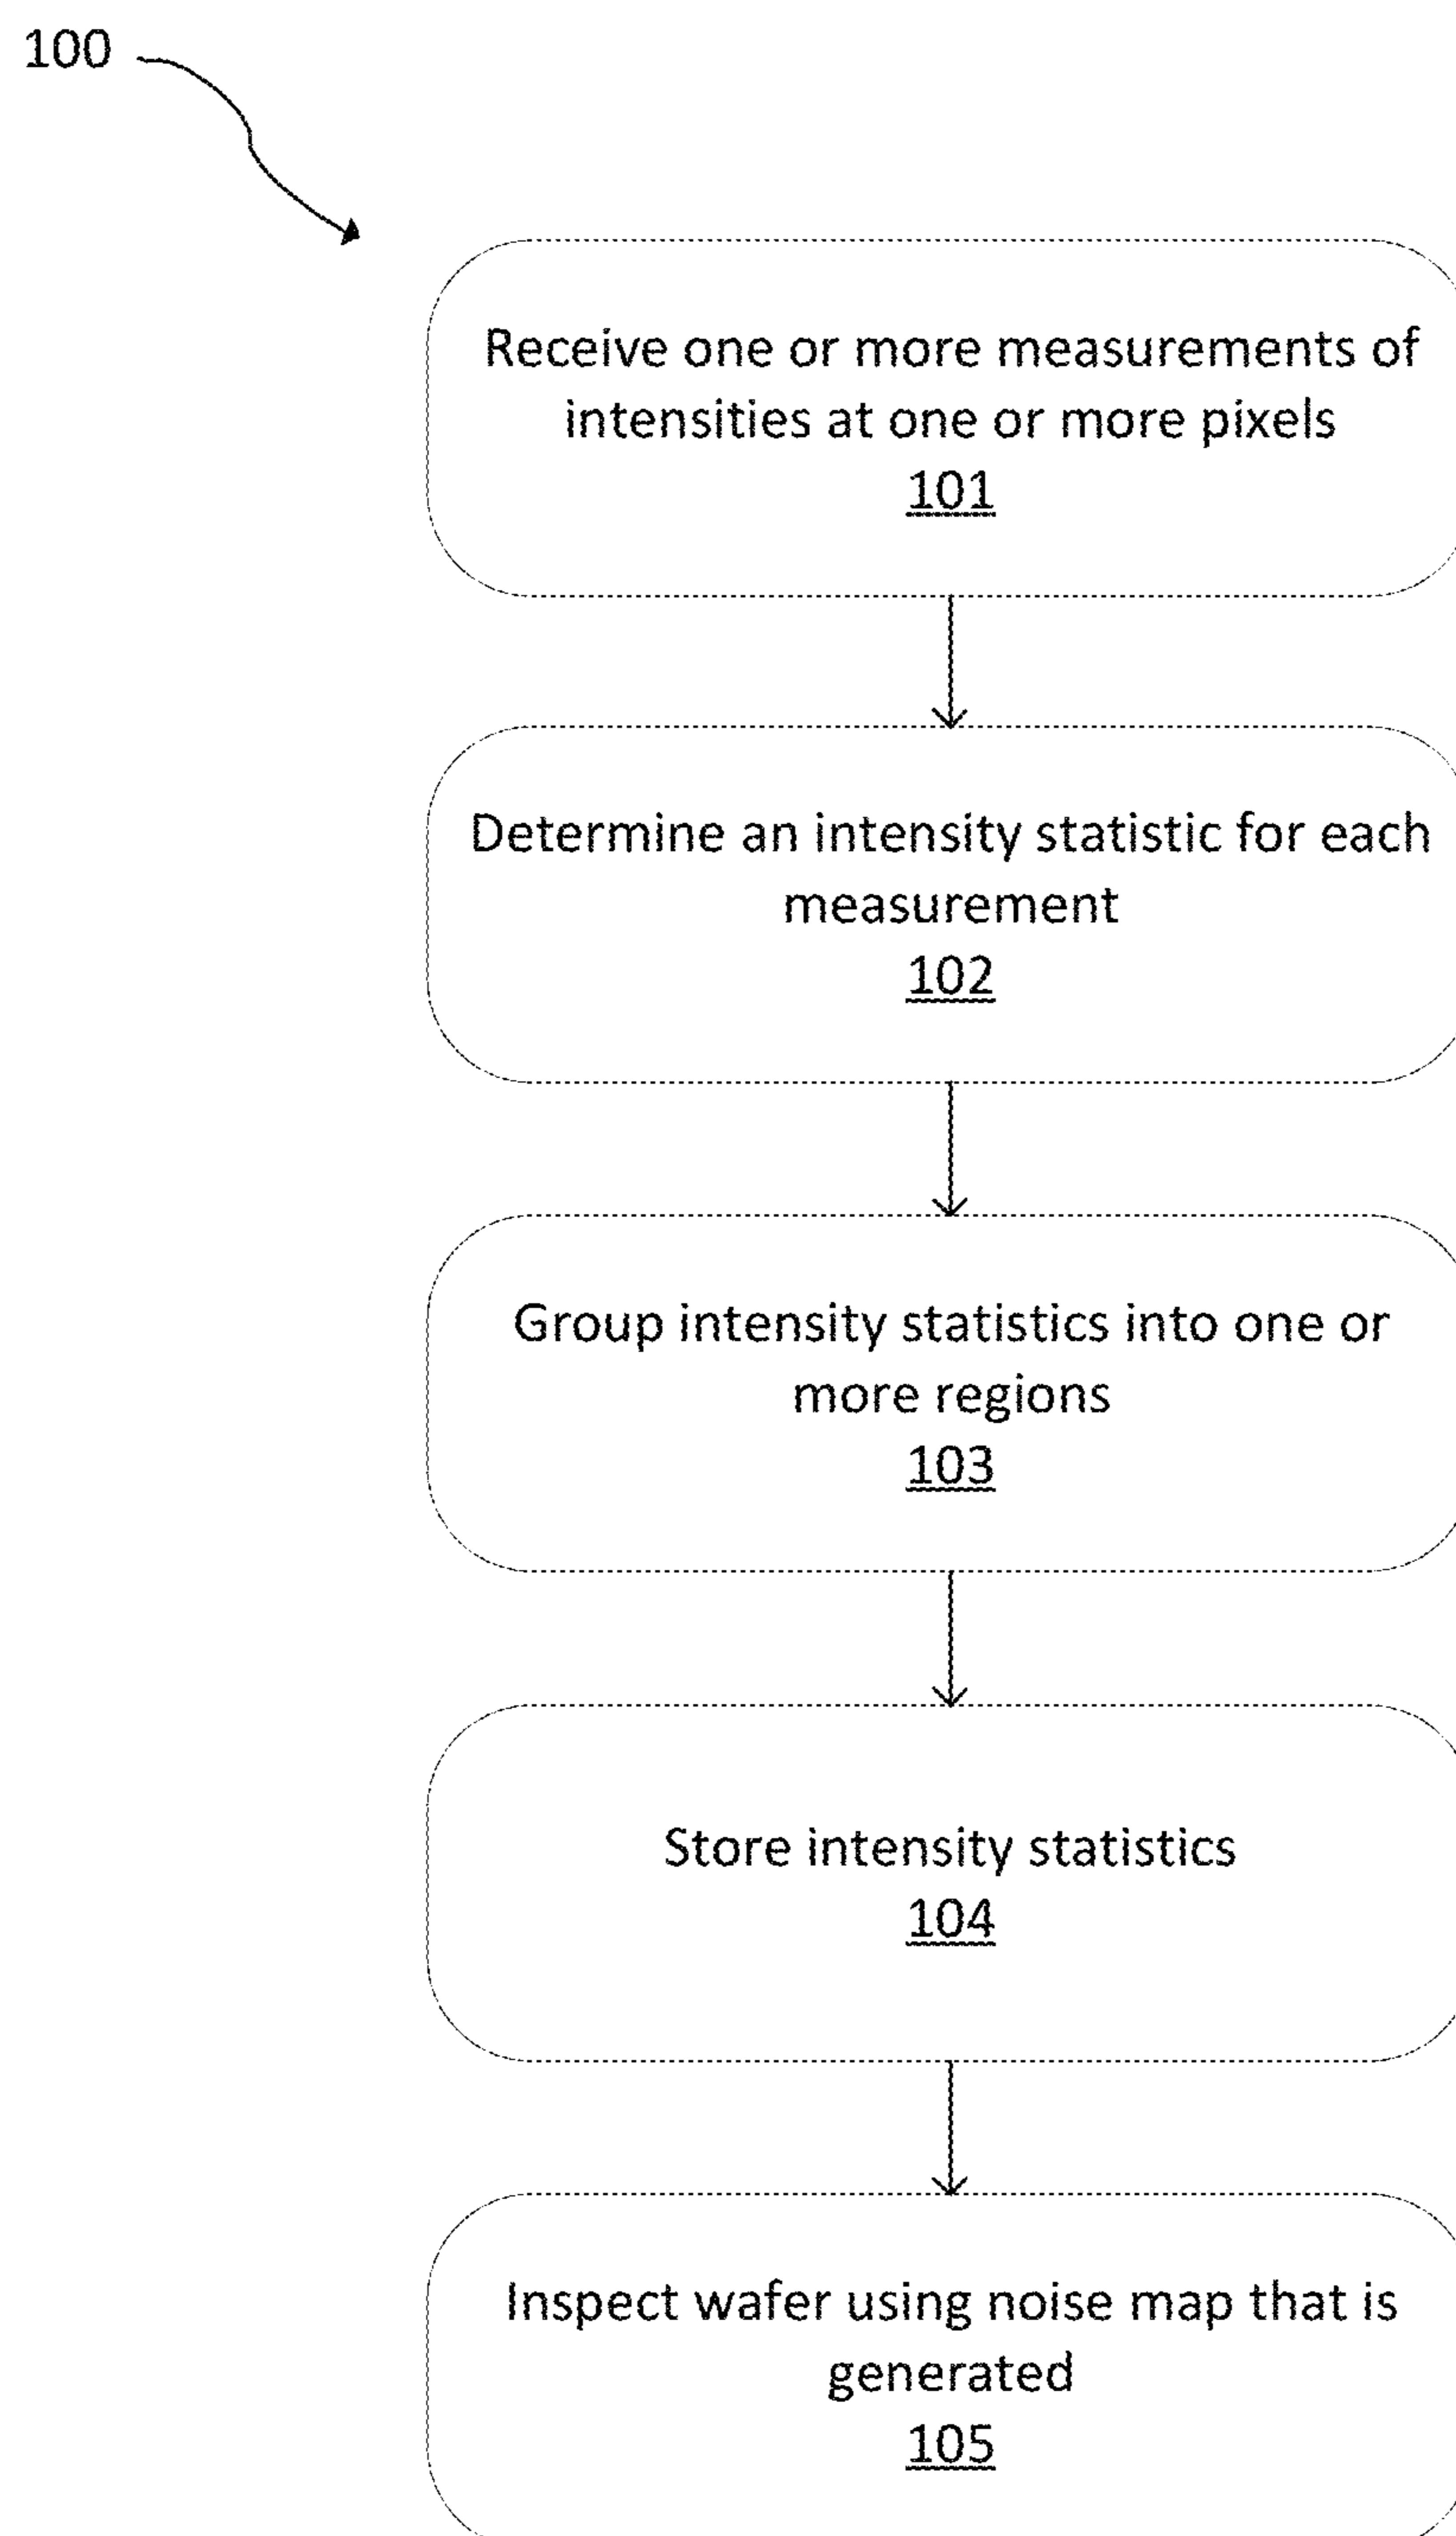 100
Receive one or more measurements of
intensities at one or more pixels
101
Determine an intensity statistic for each
measurement
102
Group intensity statistics into one or
more regions
103
Store intensity statistics
104
Inspect wafer using noise map that is
generated
105